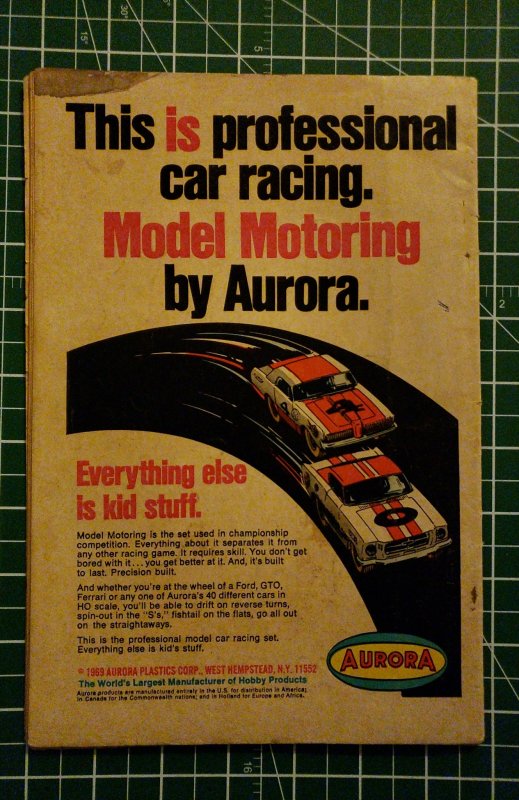 This is professional
car racing.
Model Motoring
by Aurora.
4
0
Everything else
is kid stuff.
Model Motoring is the set used in championship
competition. Everything about it separates it from
any other racing game. It requires skill. You don't get
bored with it... you get better at it. And, it's built
to last. Precision built.
And whether you're at the wheel of a Ford, GTO,
Ferrari or any one of Aurora's 40 different cars in
HO scale, you'll be able to drift on reverse turns,
spin-out in the "S's," fishtail on the flats, go all out
on the straightaways.
This is the professional model car racing set.
Everything else is kid's stuff.
© 1969 AURORA PLASTICS CORP., WEST HEMPSTEAD, N.Y. 11552
The World's Largest Manufacturer of Hobby Products
Aurora products are manufactured entirely in the U.S. for distribution in America;
in Canada for the Commonwealth nations; and in Holland for Europe and Africa.
AURORA
15°
30°
5
2
16